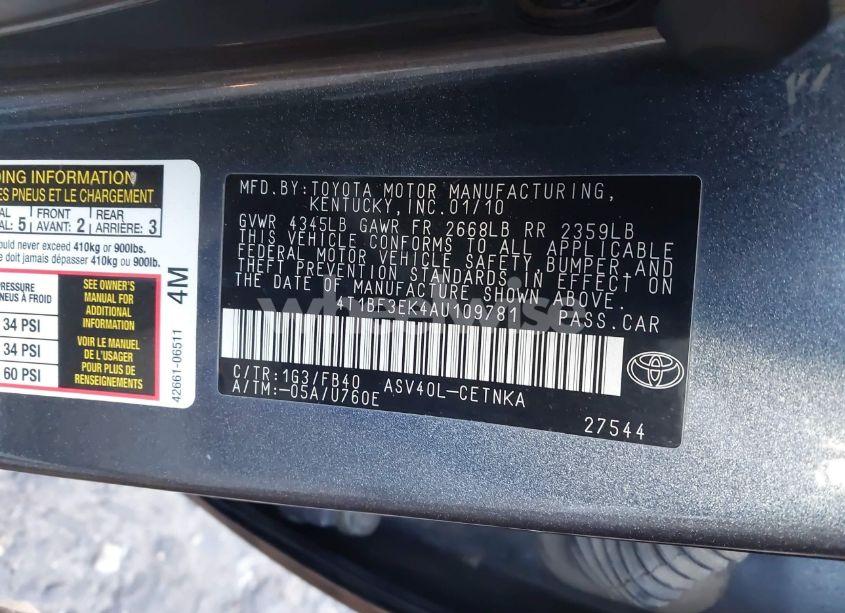 DING INFORMATION
ES PNEUS ET LE CHARGEMENT
AL
AL: 5
FRONT
AVANT: 2
REAR
ARRIÈRE: 3
ould never exceed 410kg or 900lbs.
e doit jamais dépasser 410kg ou 900lb.
PRESSURE
NEUS À FROID
34 PSI
34 PSI
60 PSI
SEE OWNER'S
MANUAL FOR
ADDITIONAL
INFORMATION
VOIR LE MANUEL
DE L'USAGER
POUR PLUS DE
RENSEIGNEMENTS
4M
42661-06511
MFD.BY:TOYOTA MOTOR MANUFACTURING,
KENTUCKY, INC.01/10
GVWR 4345LB GAWR FR 2668LB RR 2359LB
THIS VEHICLE CONFORMS TO ALL APPLICABLE
FEDERAL MOTOR VEHICLE SAFETY, BUMPER, AND
THEFT PREVENTION STANDARDS IN EFFECT ON
THE DATE OF MANUFACTURE SHOWN ABOVE.
4T1BF3EK4AU109781 PASS.CAR
C/TR:1G3/FB40 ASV40L-CETNKA
A/TM:-05A/U760E
27544
wheelwise